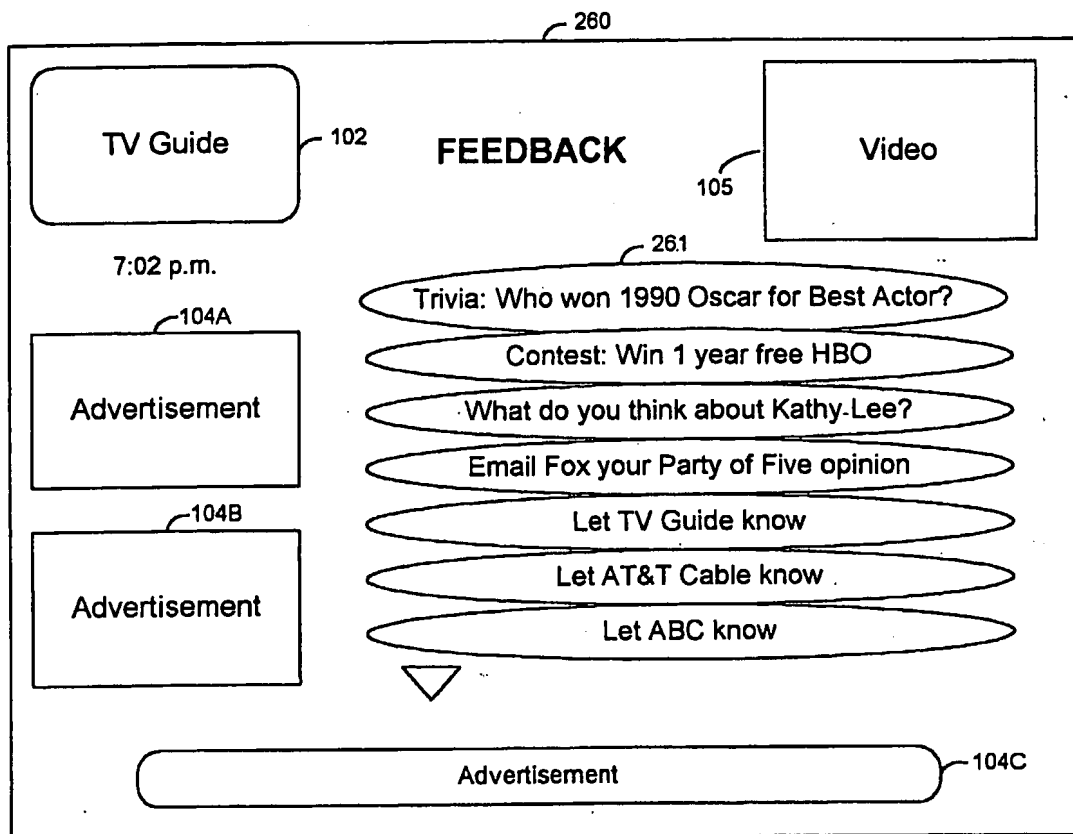 260
TV Guide
102
FEEDBACK
105
Video
7:02 p.m.
261
Trivia: Who won 1990 Oscar for Best Actor?
104A
Contest: Win 1 year free HBO
Advertisement
What do you think about Kathy-Lee?
Email Fox your Party of Five opinion
104B
Let TV Guide know
Advertisement
Let AT&T Cable know
Let ABC know
Advertisement
104C